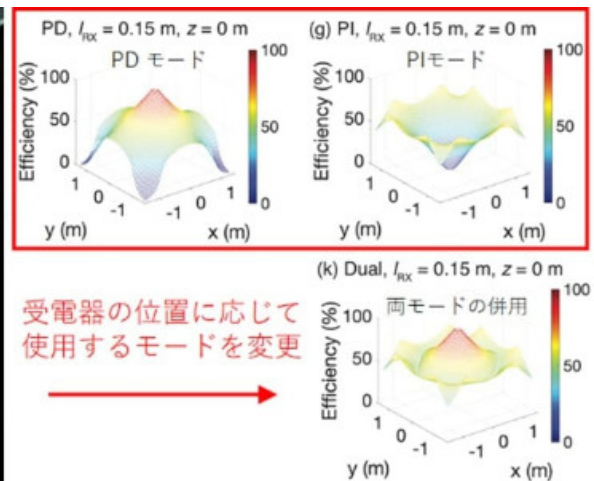 PD, lRX = 0.15 m, z = 0 m
PD モード
100
50
0
Efficiency (%)
1
0
-1
y (m)
-1
0
1
x (m)
100
50
0
(g) PI, lRX = 0.15 m, z = 0 m
PIモード
100
50
0
Efficiency (%)
1
0
-1
y (m)
-1
0
1
x (m)
100
50
0
受電器の位置に応じて
使用するモードを変更
(k) Dual, lRX = 0.15 m, z = 0 m
両モードの併用
100
50
0
Efficiency (%)
1
0
-1
y (m)
-1
0
1
x (m)
100
50
0